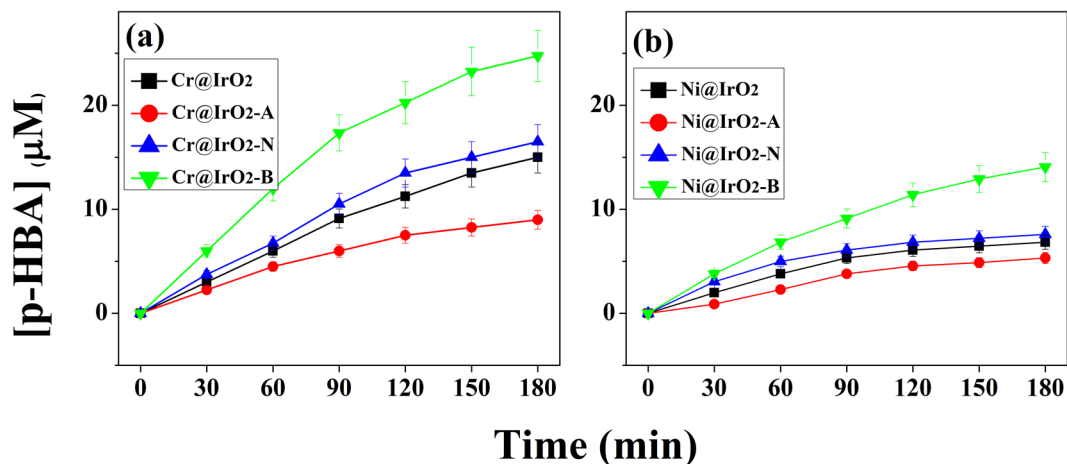 (a)
Cr@IrO2
Cr@IrO2-A
Cr@IrO2-N
Cr@IrO2-B
(b)
Ni@IrO2
Ni@IrO2-A
Ni@IrO2-N
Ni@IrO2-B
[p-HBA] (μM)
20
10
0
20
10
0
0 30 60 90 120 150 180
0 30 60 90 120 150 180
Time (min)